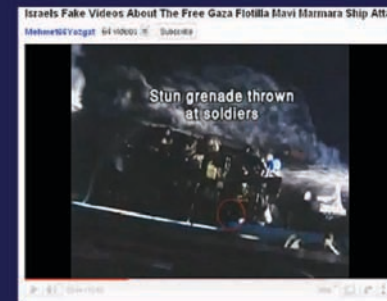 Israels Fake Videos About The Free Gaza Flotilla Mavi Marmara Ship Att
64 videos
Subscribe
Stun grenade thrown
at soldiers